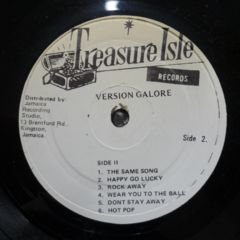 Treasure Isle
RECORDS
VERSION GALORE
Distributed by:
Jamaica
Recording
Studio,
13 Brentford Rd.
Kingston,
Jamaica.
Side 2.
SIDE II
1. THE SAME SONG
2. HAPPY GO LUCKY
3. ROCK AWAY
4. WEAR YOU TO THE BALL
5. DONT STAY AWAY
6. HOT POP